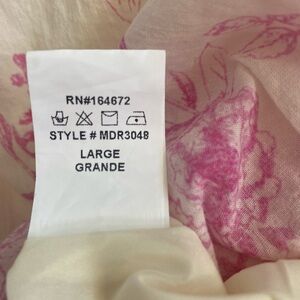 RN#164672
STYLE # MDR3048
LARGE
GRANDE